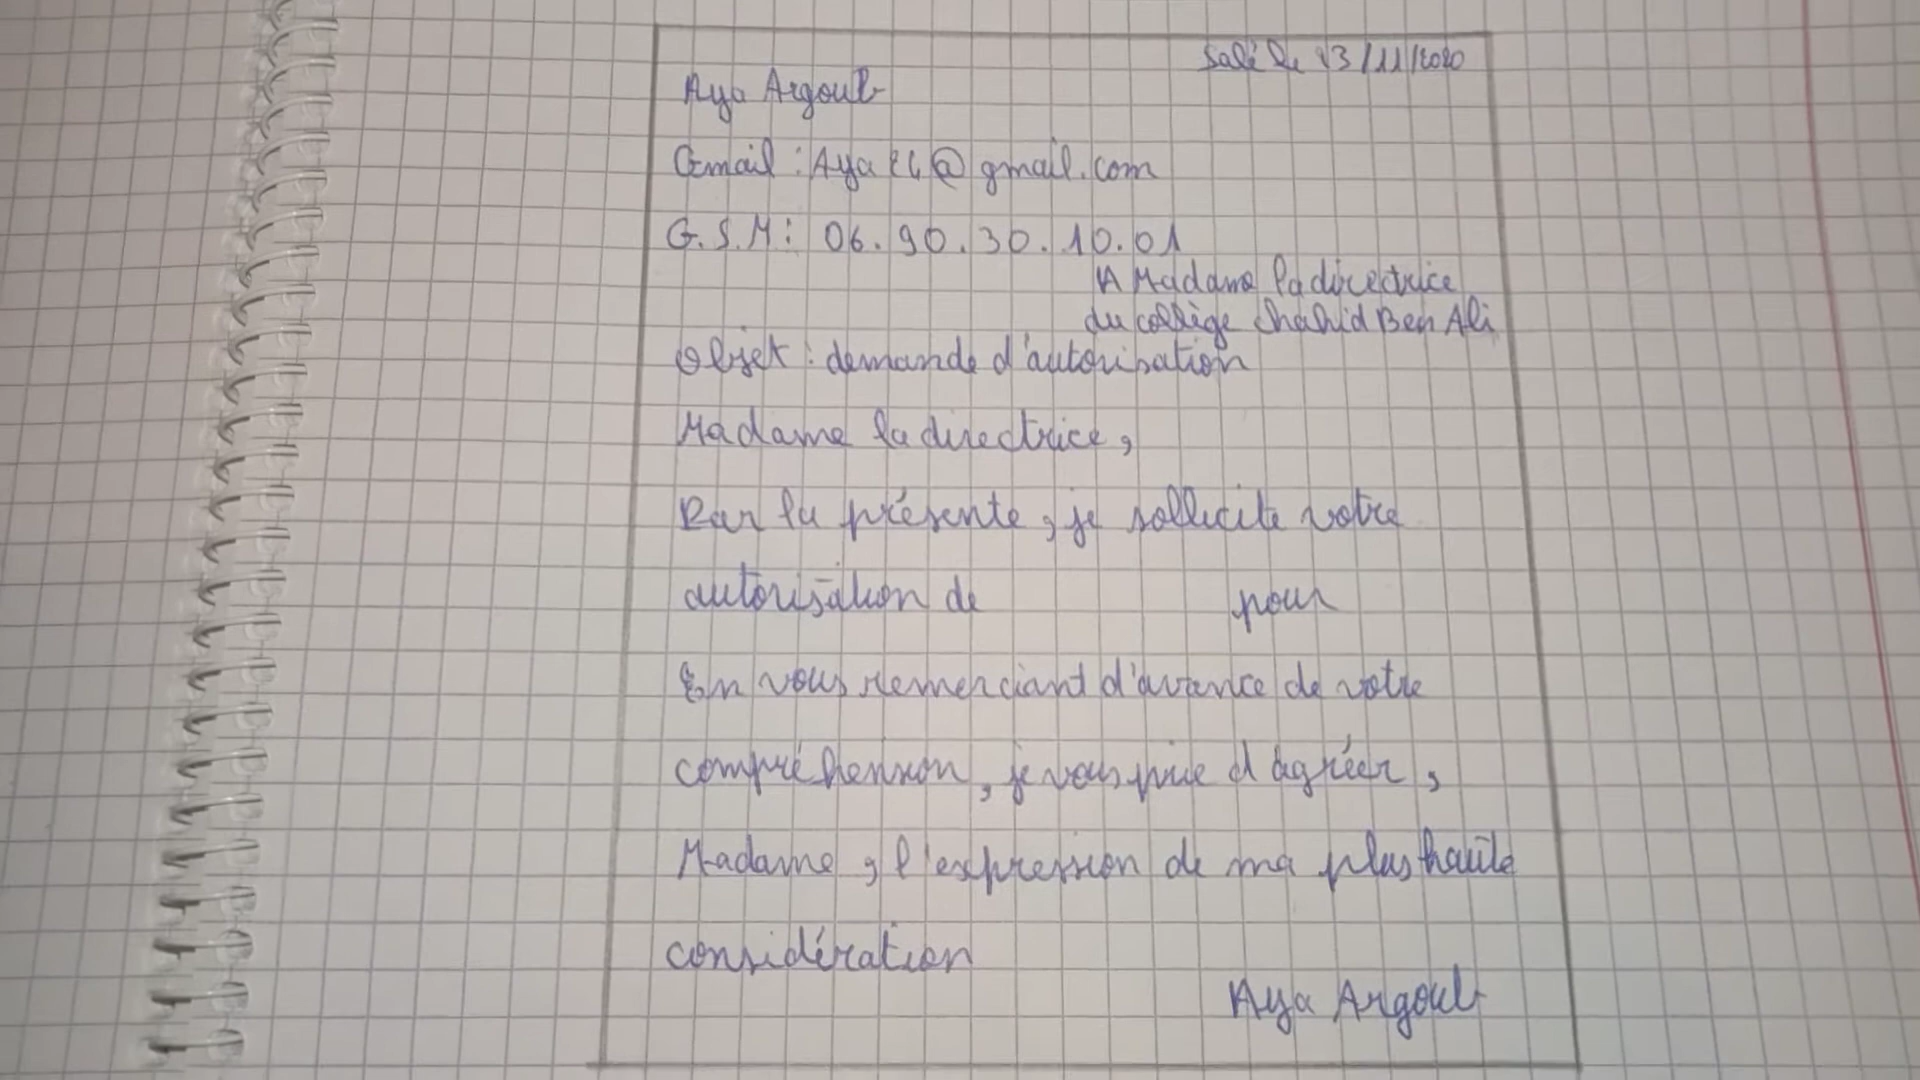 Salé le 13/11/2020
Aya Argoub
Gmail : Aya24@gmail.com
G.S.M : 06.90.30.10.01
A Madame la directrice
du collège Chahid Ben Ali
Objet : demande d'autorisation
Madame la directrice,
Par la présente, je sollicite votre
autorisation de pour
En vous remerciant d'avance de votre
compréhension, je vous prie d'agréer,
Madame, l'expression de ma plus haute
considération
Aya Argoub